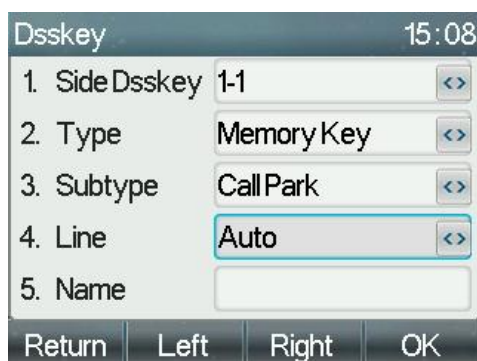 Dsskey 15:08
1. Side Dsskey 1-1
2. Type Memory Key
3. Subtype Call Park
4. Line Auto
5. Name
Return Left Right OK